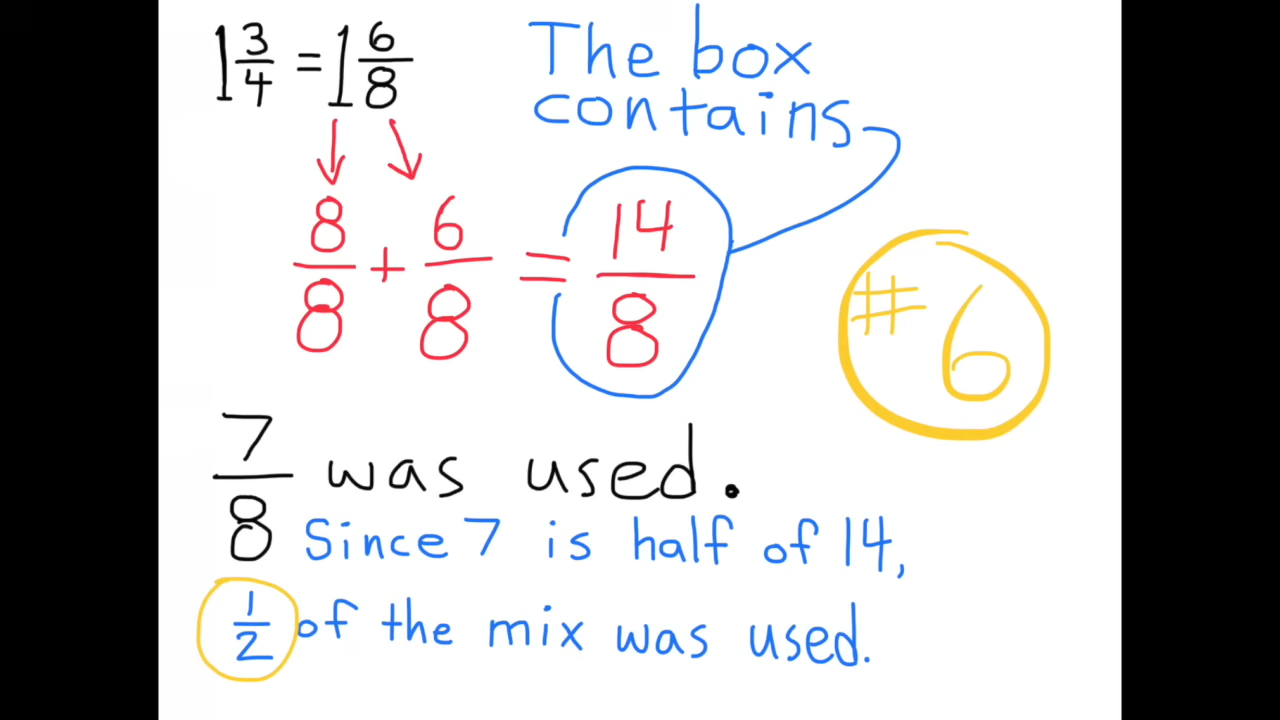 1 3/4 = 1 6/8
The box
contains
8/8 + 6/8 = 14/8
#6
7/8 was used.
Since 7 is half of 14,
1/2 of the mix was used.